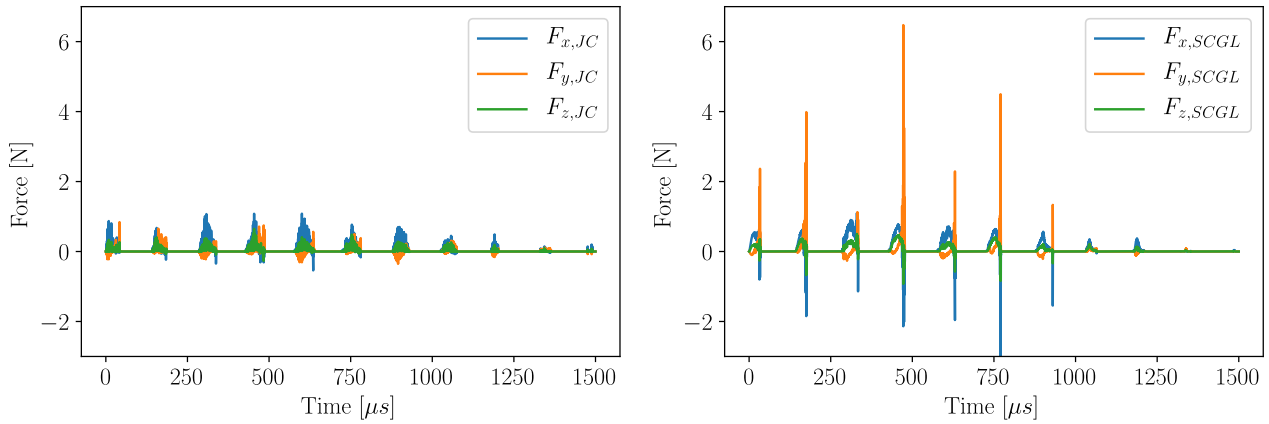 6
4
2
0
−2
Force [N]
F_{x,JC}
F_{y,JC}
F_{z,JC}
0
250
500
750
1000
1250
1500
Time [μs]
6
4
2
0
−2
Force [N]
F_{x,SCGL}
F_{y,SCGL}
F_{z,SCGL}
0
250
500
750
1000
1250
1500
Time [μs]